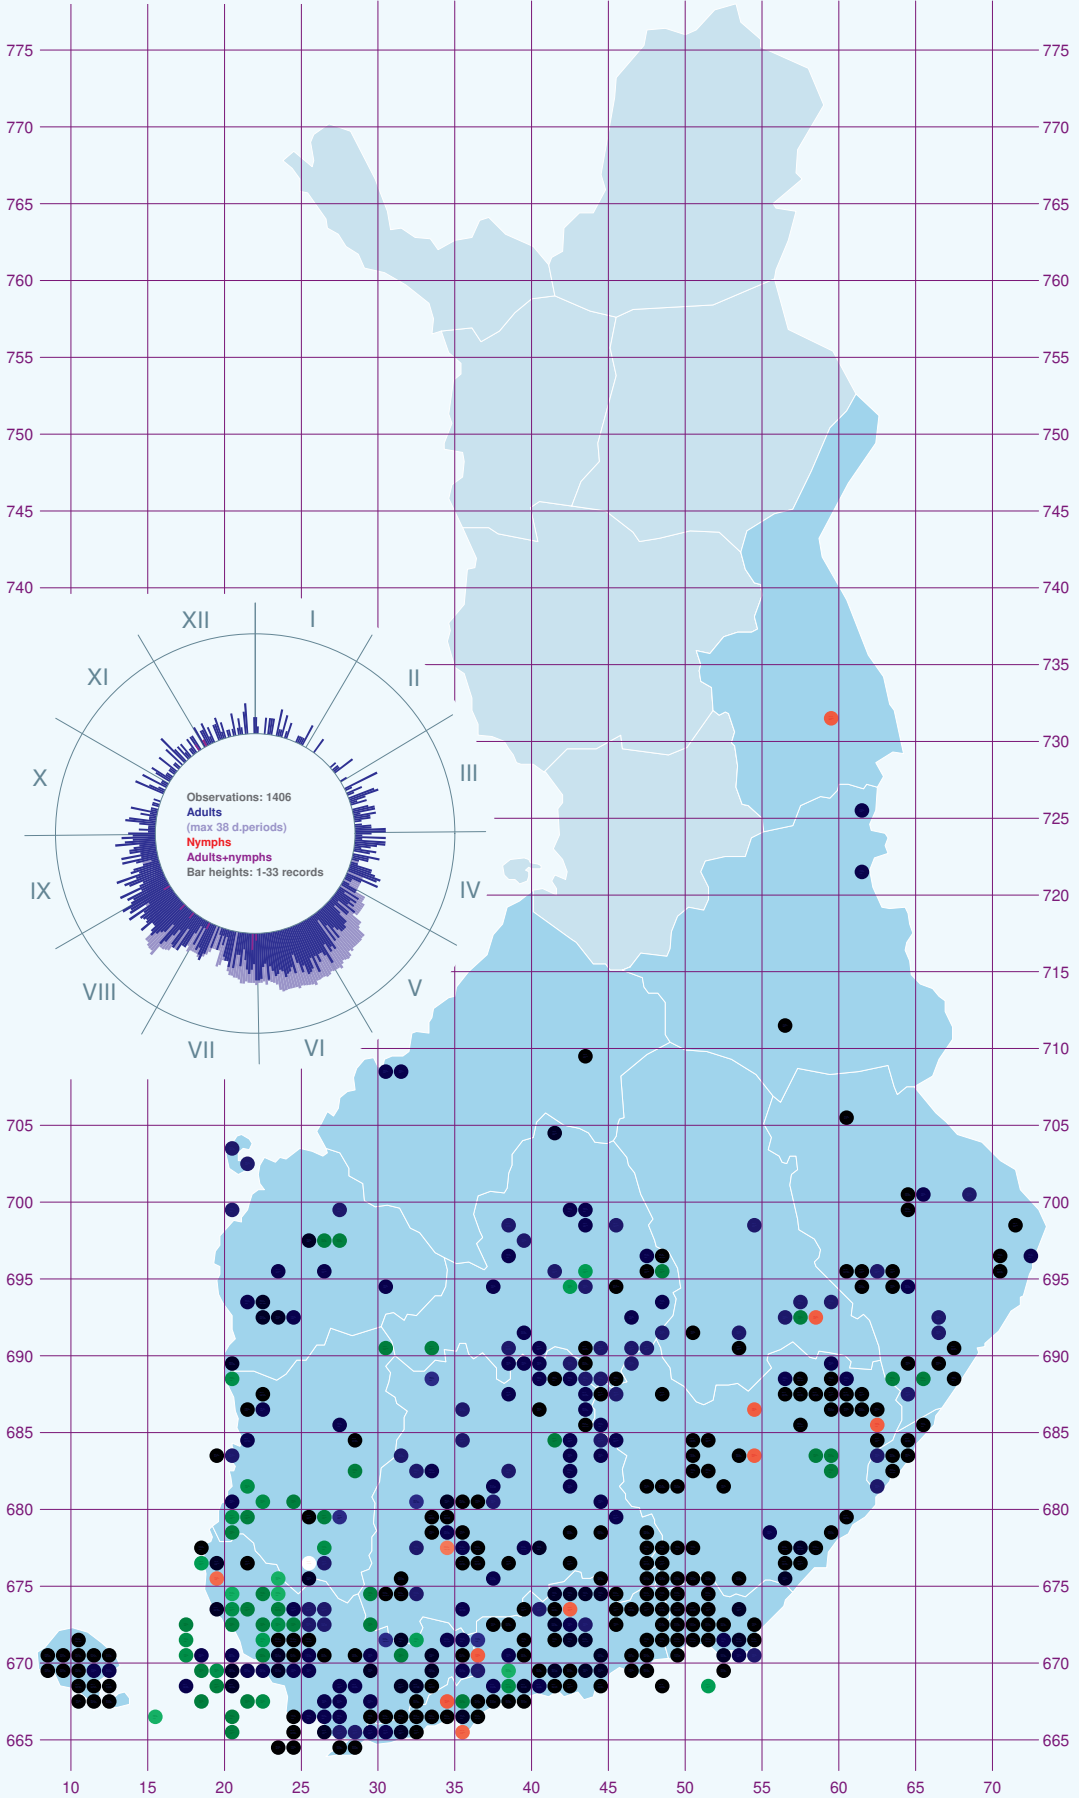 775 775
770 770
765 765
760 760
755 755
750 750
745 745
740 740
XII I
735
XI II
730 730
X III
Observations: 1406
Adults
(max 38 d.periods)
725
Nymphs
Adults+nymphs
Bar heights: 1-33 records
IX IV
720
VIII V
715
VII VI
710
705 705
700 700
695 695
690 690
685 685
680 680
675 675
670 670
665 665
10 15 20 25 30 35 40 45 50 55 60 65 70